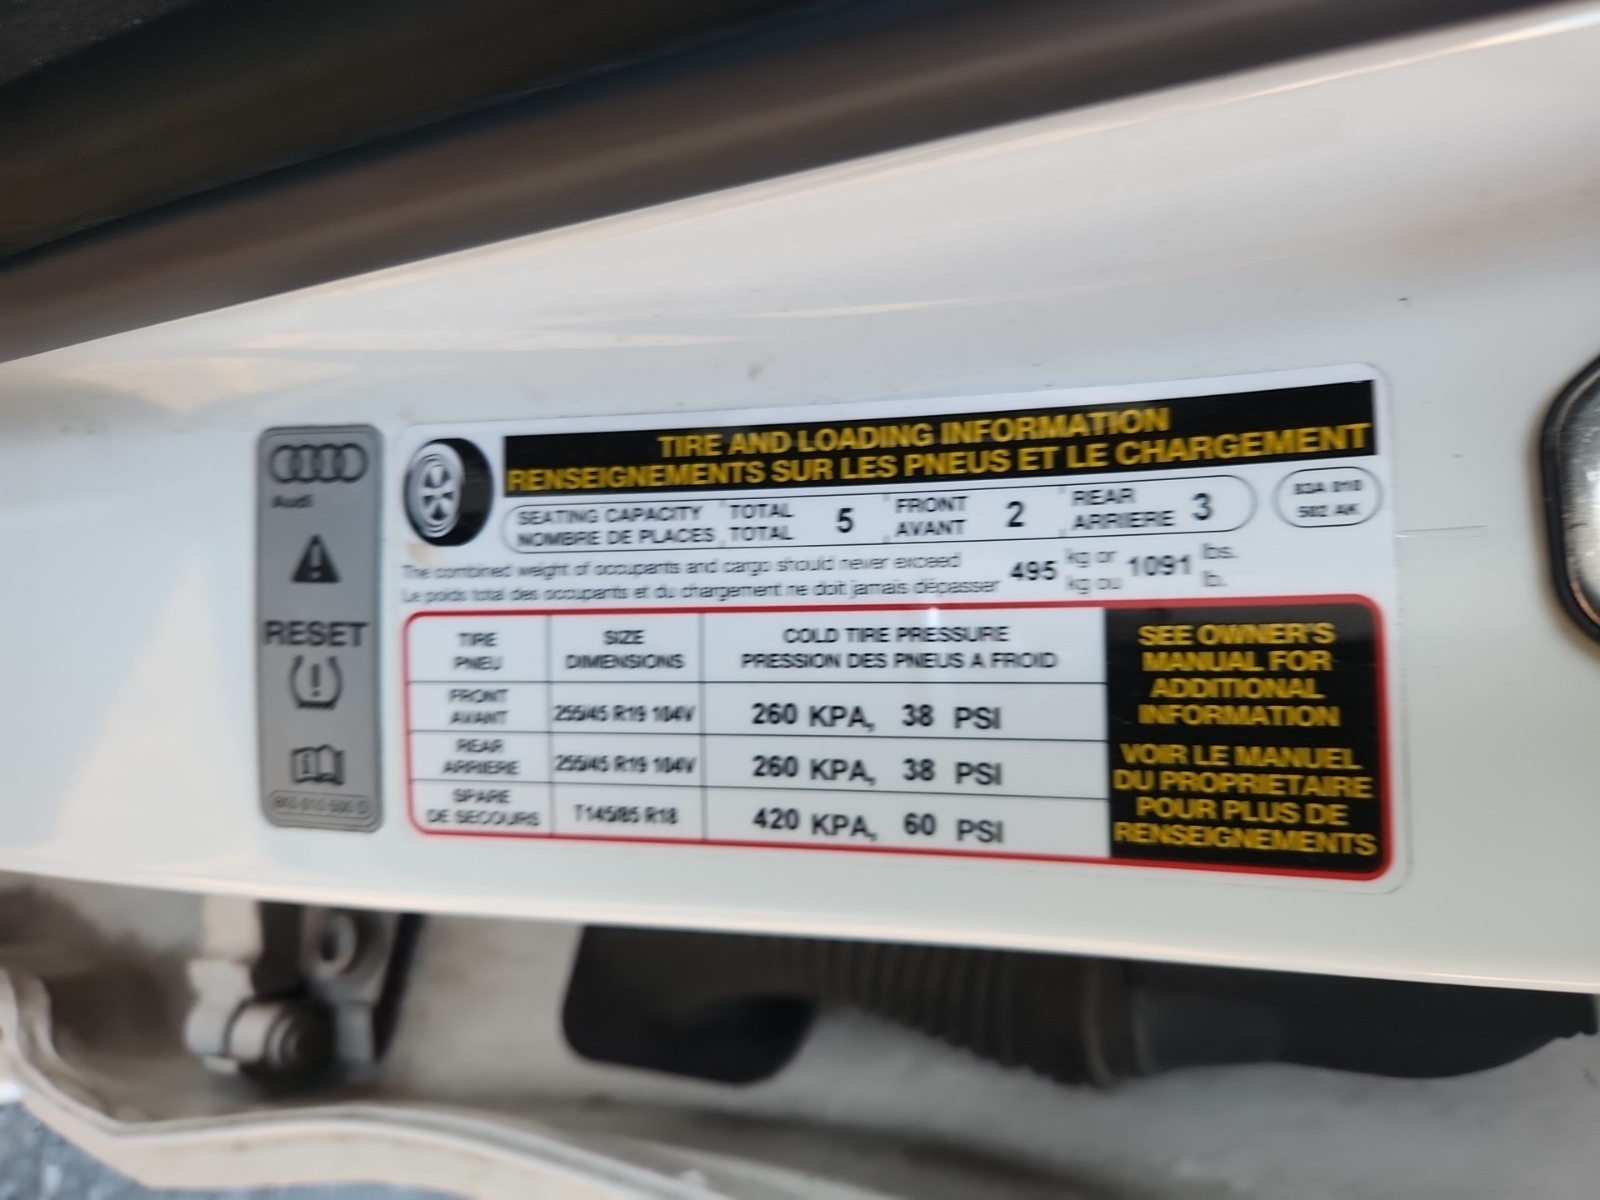 Audi
RESET
TIRE AND LOADING INFORMATION
RENSEIGNEMENTS SUR LES PNEUS ET LE CHARGEMENT
SEATING CAPACITY TOTAL 5 FRONT 2 REAR 3
NOMBRE DE PLACES TOTAL AVANT ARRIERE
83A 010
502 AK
The combined weight of occupants and cargo should never exceed 495 kg or 1091 lbs.
Le poids total des occupants et du chargement ne doit jamais dépasser kg ou lb.
TIRE SIZE COLD TIRE PRESSURE
PNEU DIMENSIONS PRESSION DES PNEUS A FROID
FRONT
AVANT 255/45 R19 104V 260 KPA, 38 PSI
REAR
ARRIERE 255/45 R19 104V 260 KPA, 38 PSI
SPARE
DE SECOURS T145/85 R18 420 KPA, 60 PSI
SEE OWNER'S
MANUAL FOR
ADDITIONAL
INFORMATION
VOIR LE MANUEL
DU PROPRIETAIRE
POUR PLUS DE
RENSEIGNEMENTS